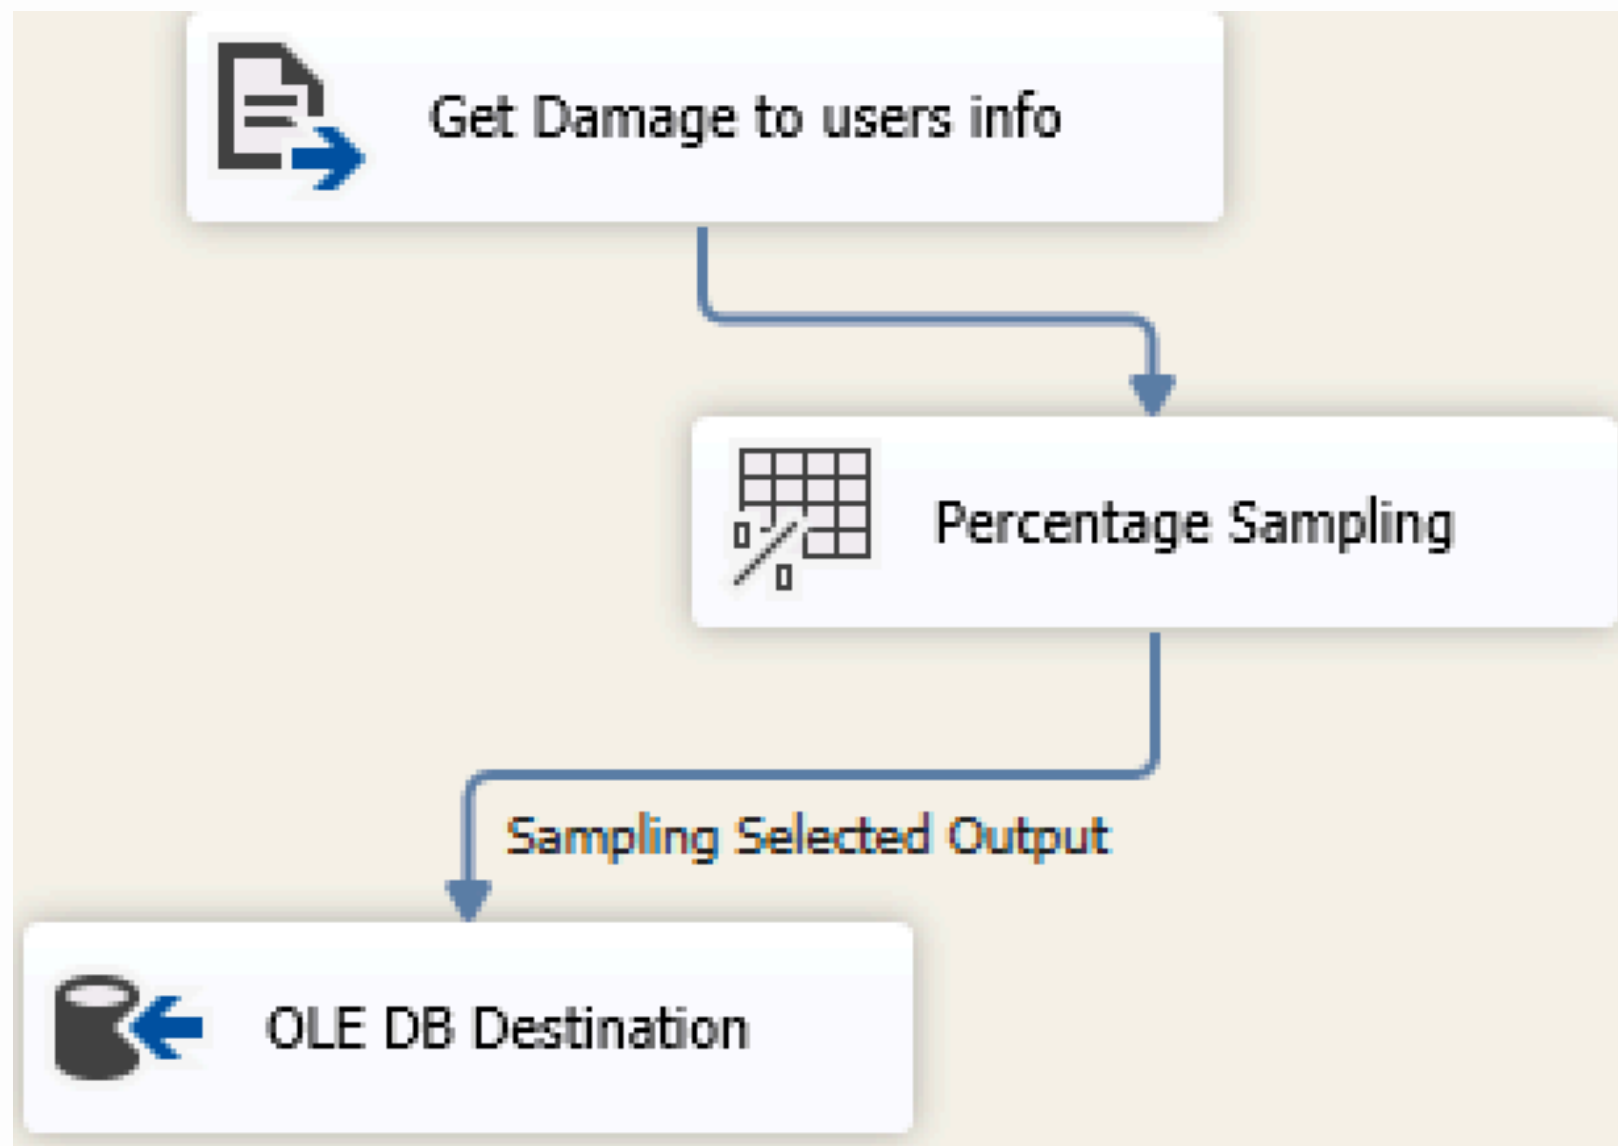 Get Damage to users info
Percentage Sampling
Sampling Selected Output
OLE DB Destination